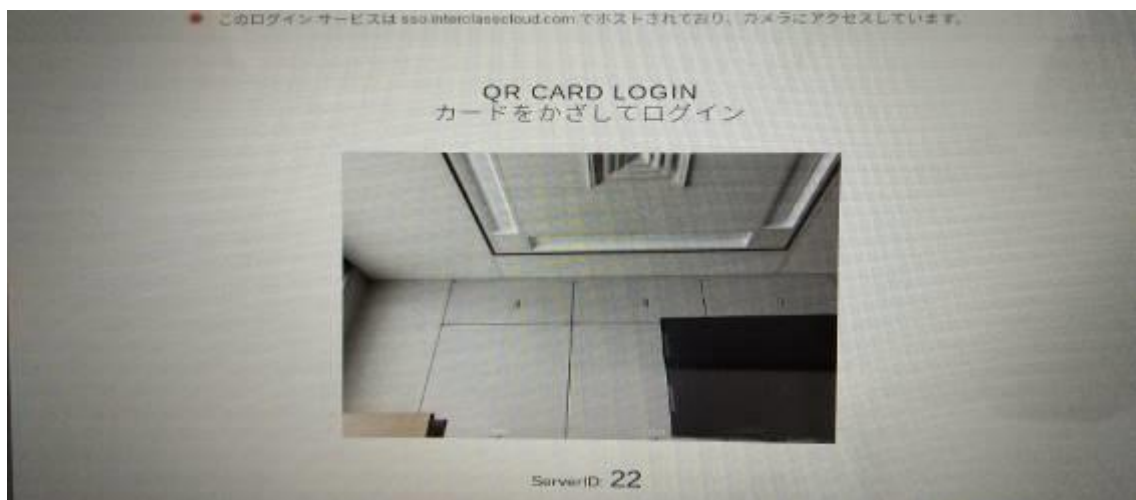 このログイン サービスは sso.interclasscloud.com でホストされており、カメラにアクセスしています。
QR CARD LOGIN
カードをかざしてログイン
ServerID: 22